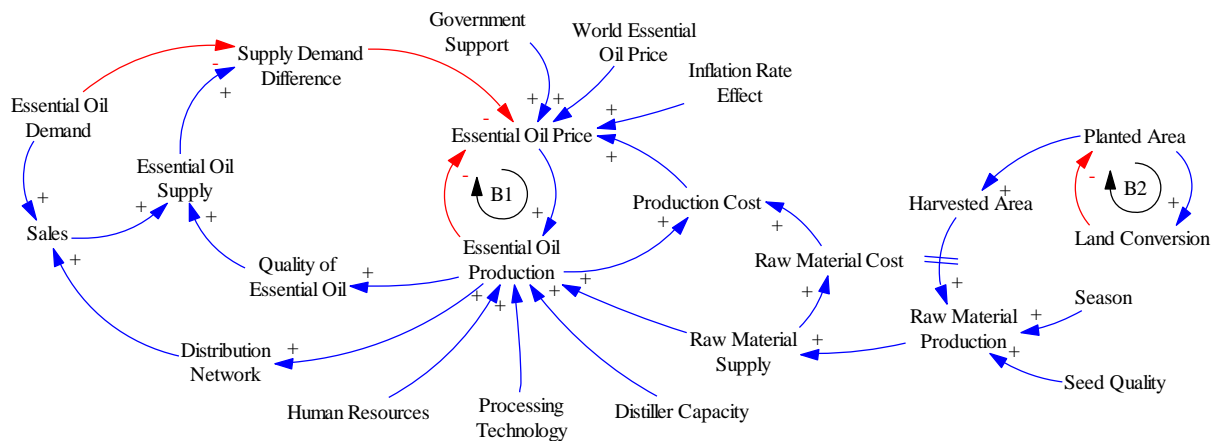 Government
Support
World Essential
Oil Price
Supply Demand
Difference
Inflation Rate
Effect
Essential Oil
Demand
Essential Oil Price
Planted Area
Essential Oil
Supply
B1
B2
Production Cost
Harvested Area
Sales
Land Conversion
Essential Oil
Production
Quality of
Essential Oil
Raw Material Cost
Season
Raw Material
Production
Raw Material
Supply
Distribution
Network
Seed Quality
Human Resources
Processing
Technology
Distiller Capacity
-
+
+
+
+
+
+
+
-
+
+
+
+
+
-
+
+
+
+
+
+
+
+
+
+
+
+
+
-
+
+
+
+